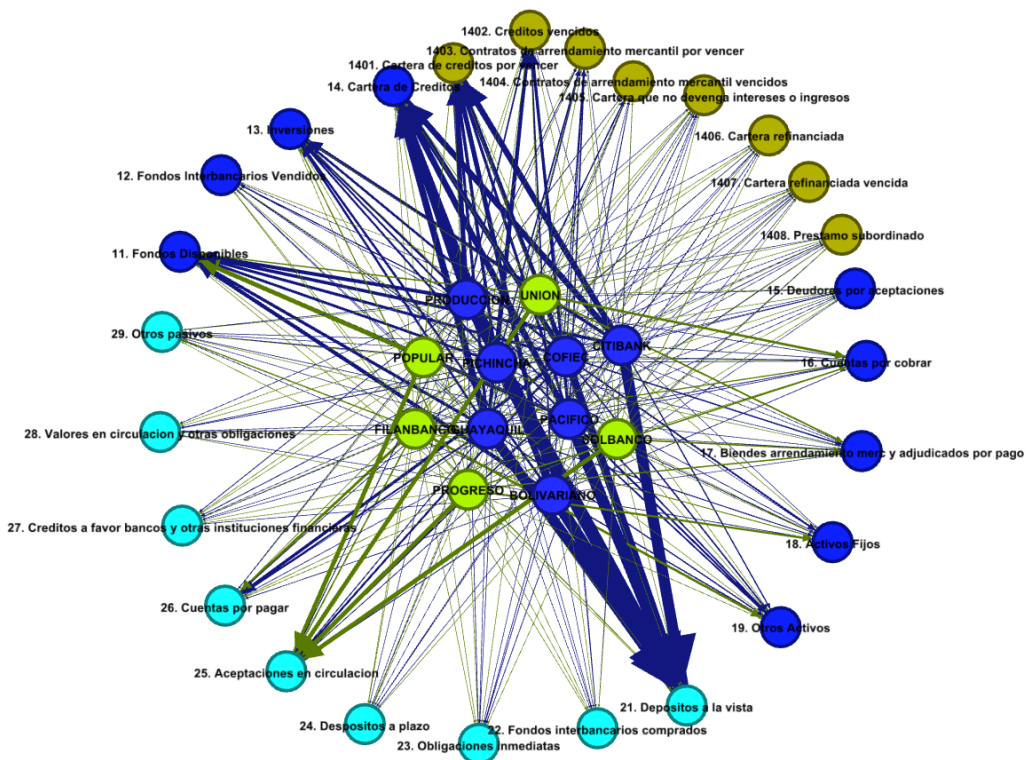 1402. Creditos vencidos
1403. Contratos de arrendamiento mercantil por vencer
1401. Cartera de creditos por vencer
1404. Contratos de arrendamiento mercantil vencidos
14. Cartera de Creditos
1405. Cartera que no devenga intereses o ingresos
13. Inversiones
1406. Cartera refinanciada
12. Fondos Interbancarios Vendidos
1407. Cartera refinanciada vencida
1408. Prestamo subordinado
11. Fondos Disponibles
15. Deudores por aceptaciones
PRODUCCION
UNION
29. Otros pasivos
CITIBANK
POPULAR
PICHINCHA
COFIEC
16. Cuentas por cobrar
PACIFICO
28. Valores en circulacion y otras obligaciones
FILANBANCO
GUAYAQUIL
SOLBANCO
17. Biendes arrendamiento merc y adjudicados por pago
PROGRESO
BOLIVARIANO
27. Creditos a favor bancos y otras instituciones financieras
18. Activos Fijos
26. Cuentas por pagar
19. Otros Activos
25. Aceptaciones en circulacion
21. Depositos a la vista
24. Despositos a plazo
22. Fondos interbancarios comprados
23. Obligaciones inmediatas